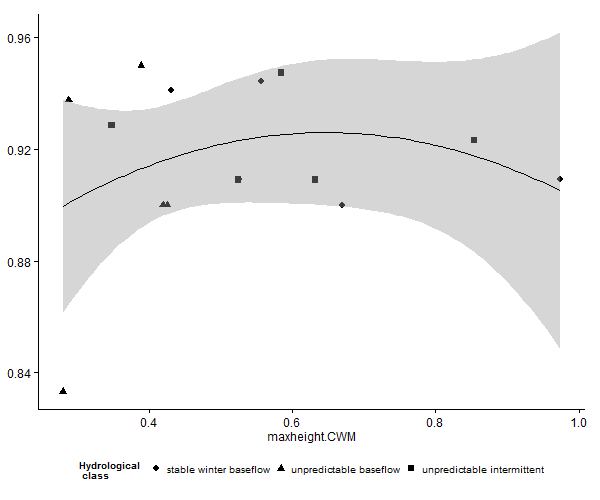 0.96
0.92
0.88
0.84
0.4 0.6 0.8 1.0
maxheight.CWM
Hydrological
class
stable winter baseflow unpredictable baseflow unpredictable intermittent